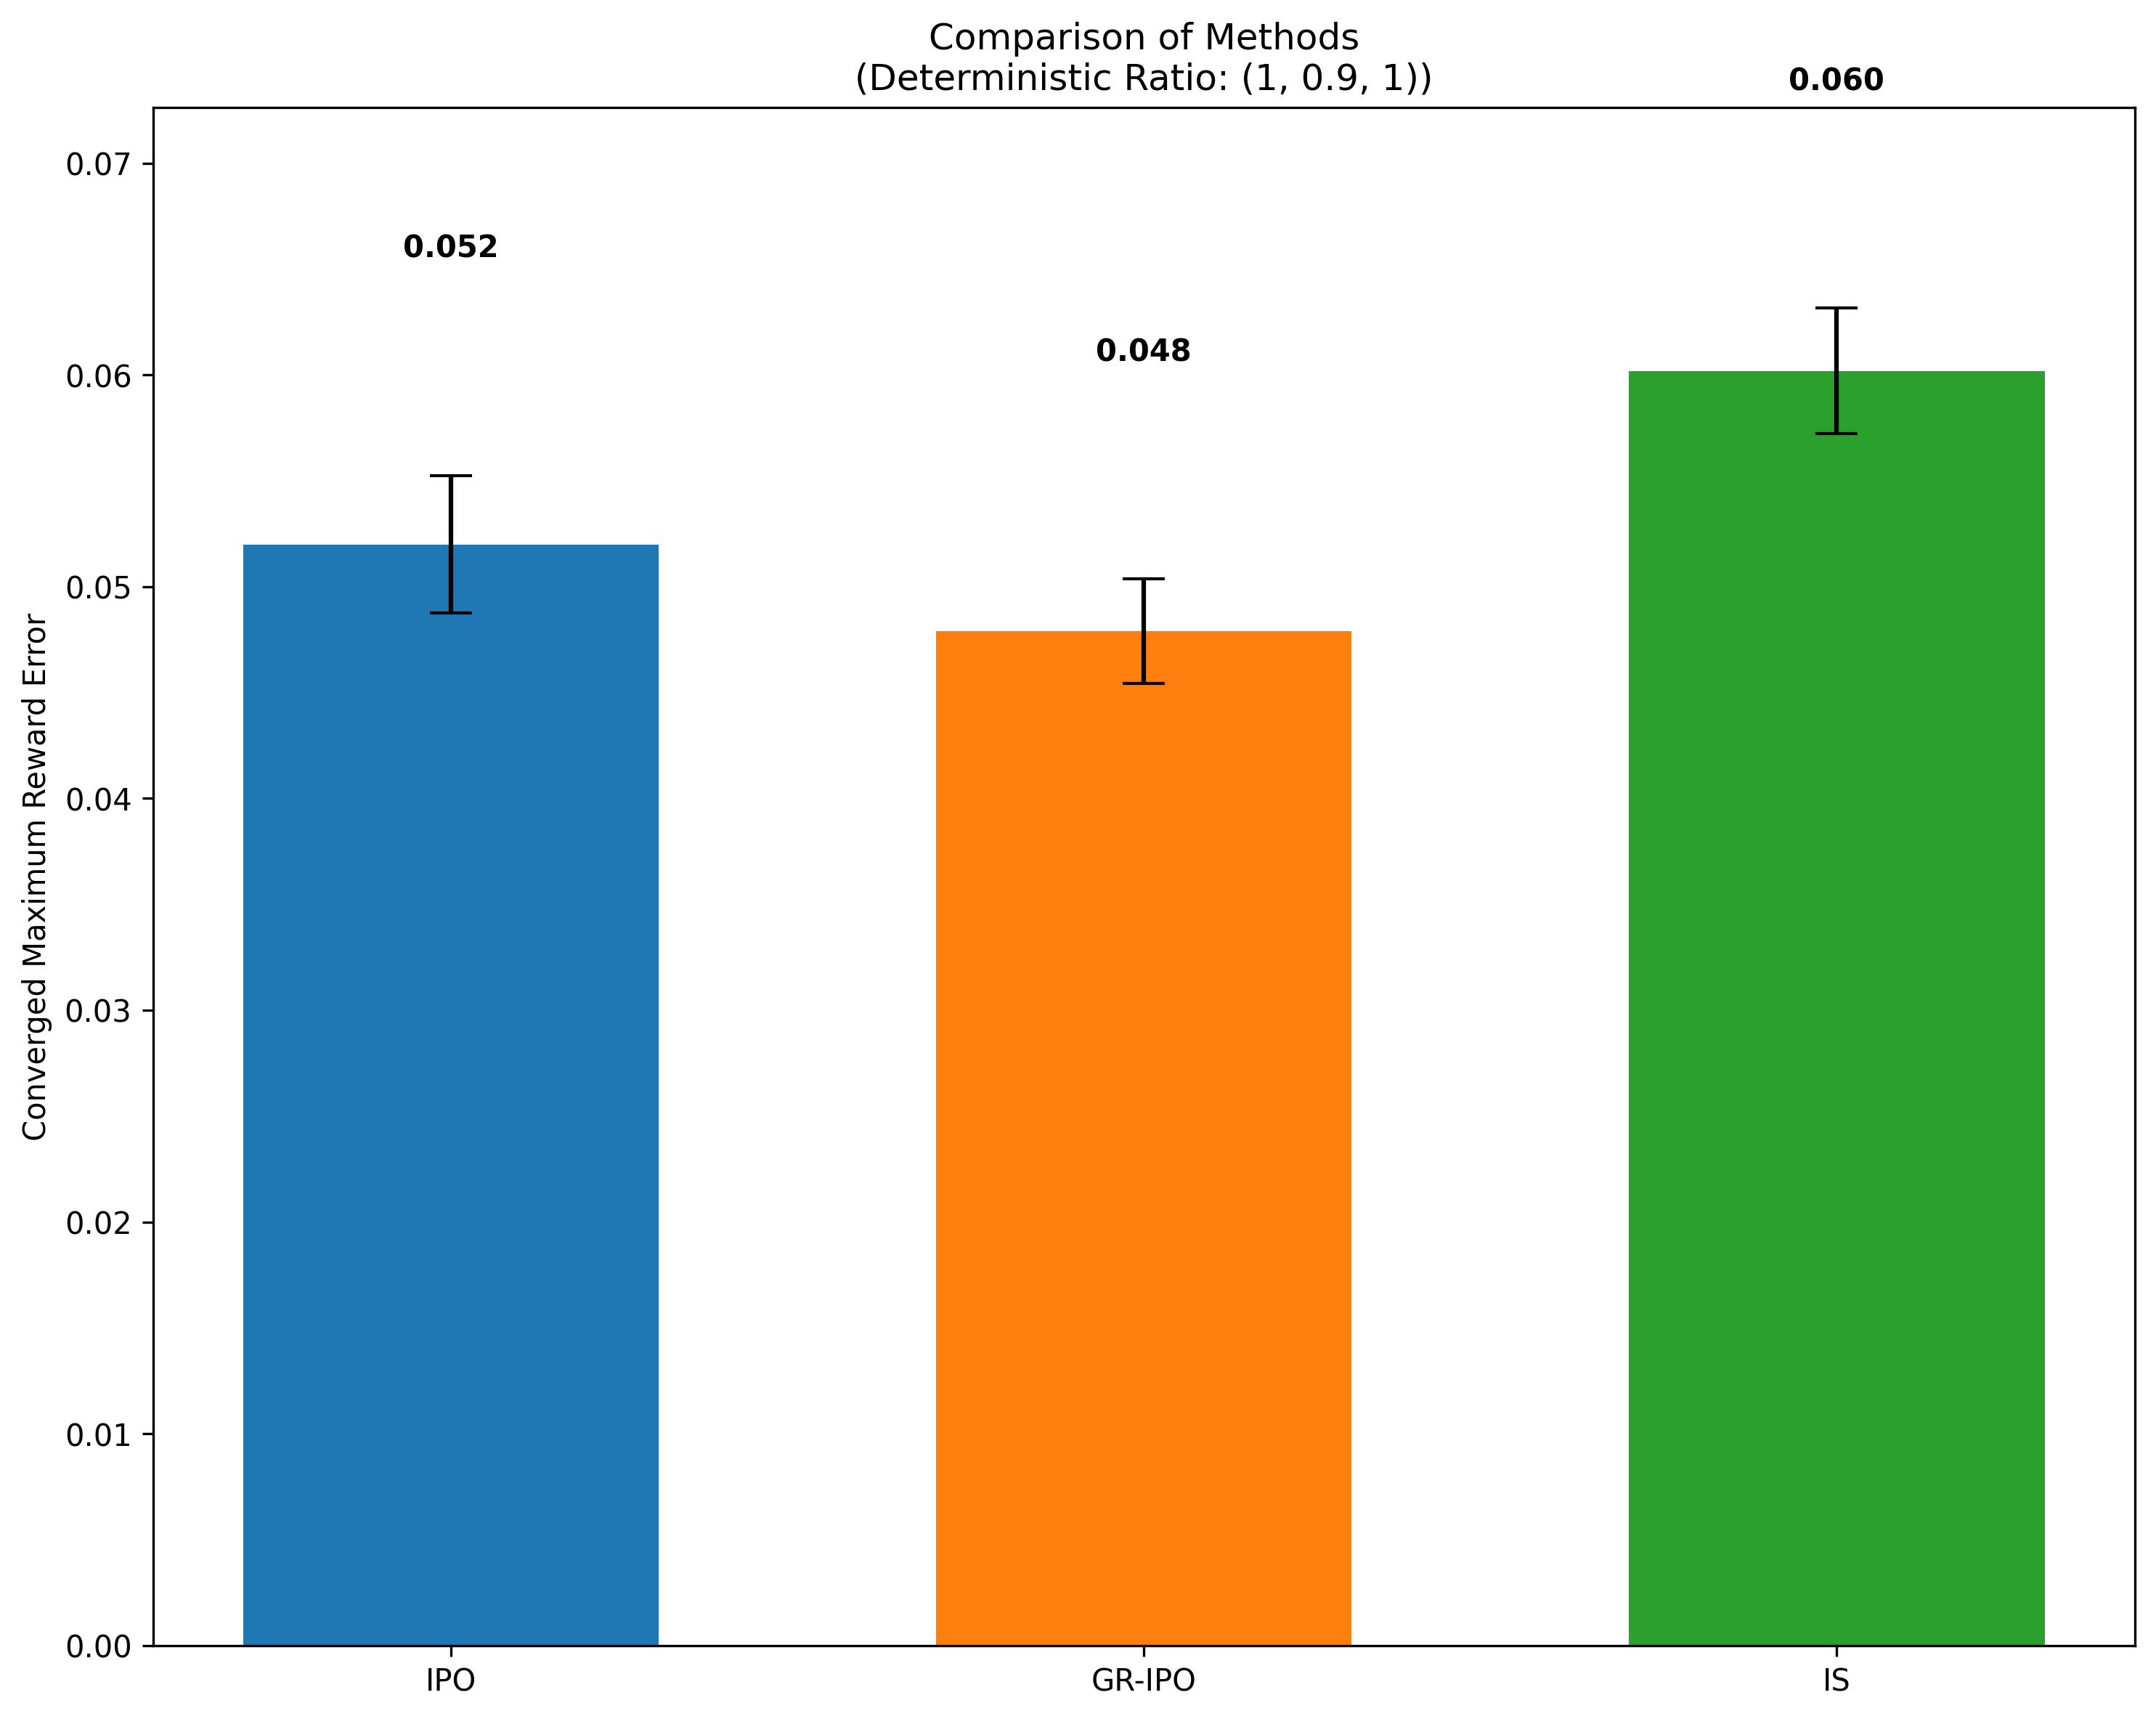 Comparison of Methods
(Deterministic Ratio: (1, 0.9, 1))
0.060
0.052
0.048
0.07
0.06
0.05
0.04
0.03
0.02
0.01
0.00
Converged Maximum Reward Error
IPO
GR-IPO
IS